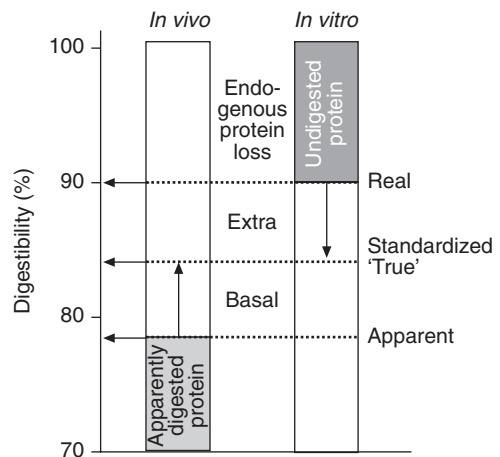 In vivo
In vitro
100
90
80
70
Digestibility (%)
Endo-
genous
protein
loss
Extra
Basal
Undigested
protein
Apparently
digested
protein
Real
Standardized
‘True’
Apparent